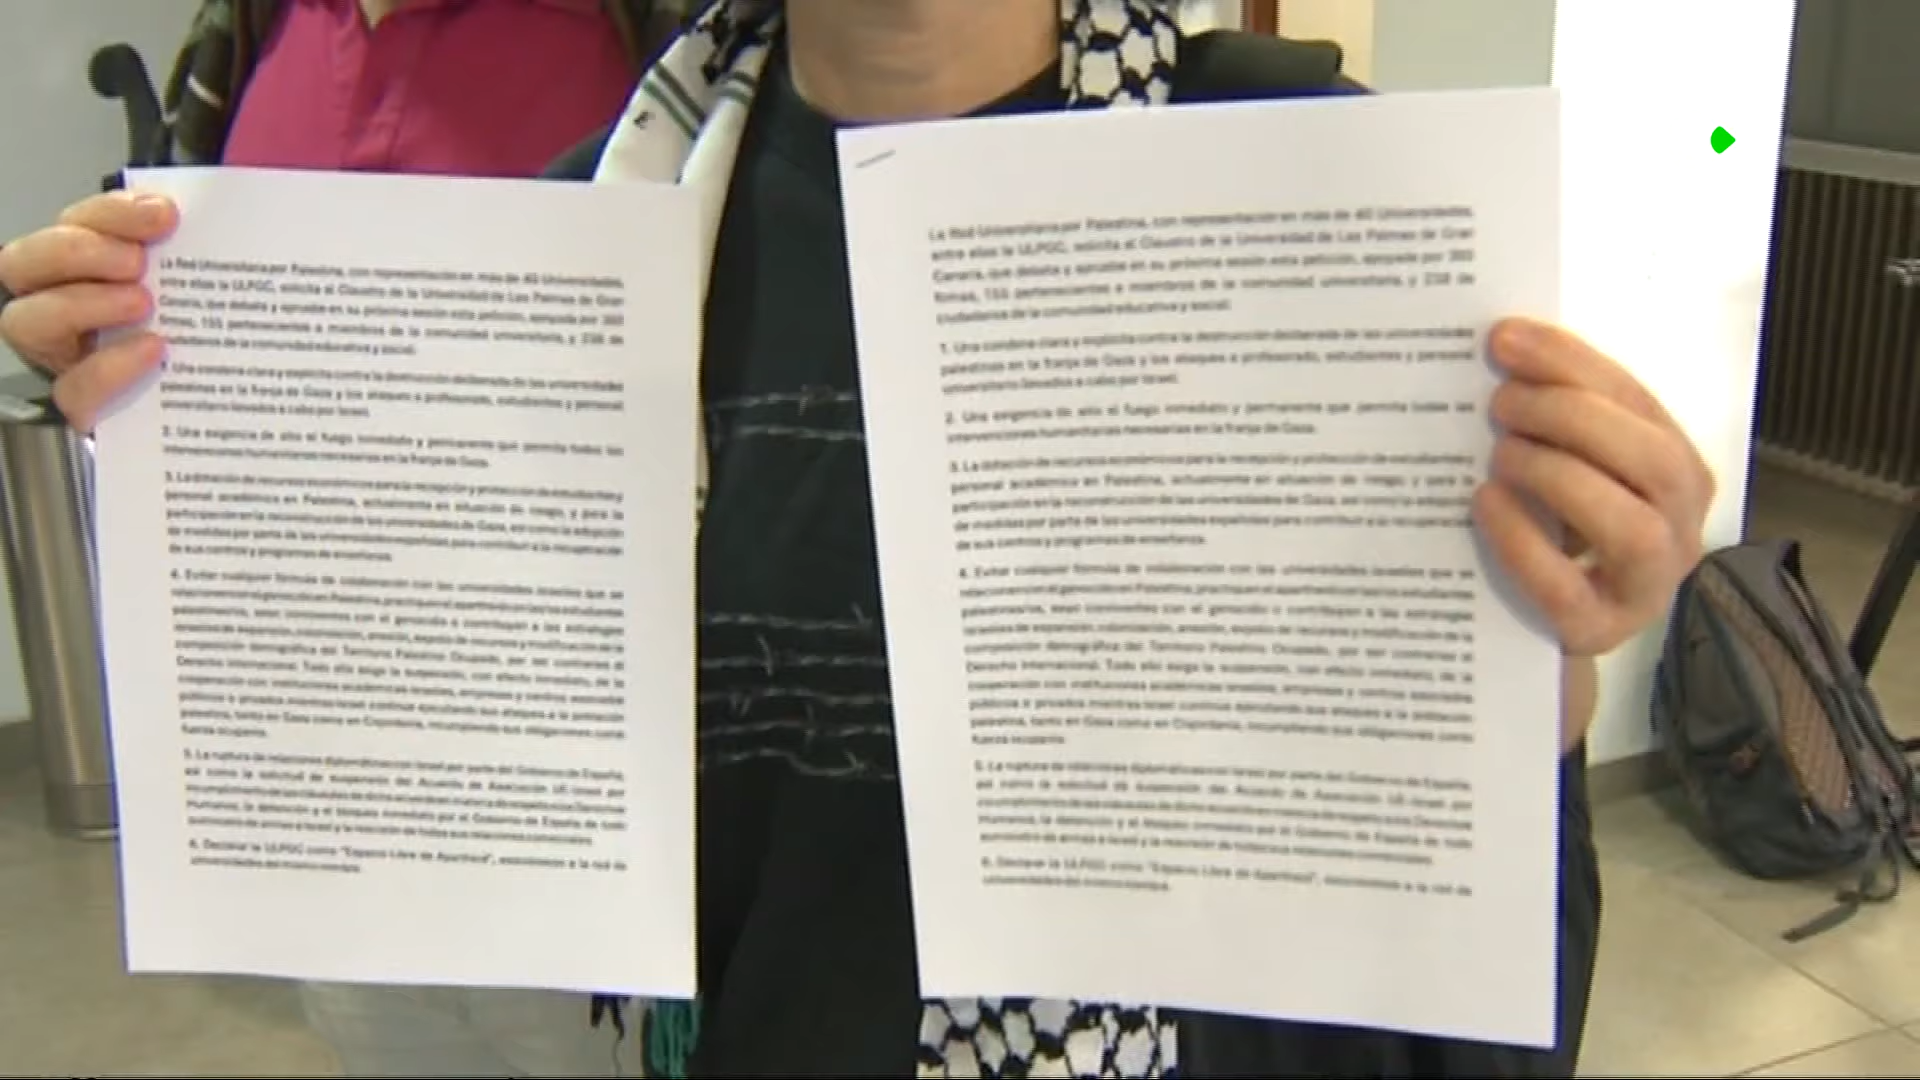 La Red Universitaria por Palestina, con representación en más de 40 Universidades,
entre ellas la ULPGC, solicita al Claustro de la Universidad de Las Palmas de Gran
Canaria, que debata y apruebe en su próxima sesión esta petición, apoyada por
firmas, 155 pertenecientes a miembros de la comunidad universitaria, y 238 de
ciudadanos de la comunidad educativa y social:
1. Una condena clara y explícita contra la destrucción deliberada de las universidades
palestinas en la franja de Gaza y los ataques a profesorado, estudiantes y personal
universitario llevados a cabo por Israel.
2. Una exigencia de alto el fuego inmediato y permanente que permita todas las
intervenciones humanitarias necesarias en la franja de Gaza.
3. La dotación de recursos económicos para la recepción y protección de estudiantes y
personal académico en Palestina, actualmente en situación de riesgo, y para la
participación en la reconstrucción de las universidades de Gaza, así como la adopción
de medidas por parte de las universidades españolas para contribuir a la recuperación
de sus centros y programas de enseñanza.
4. Evitar cualquier fórmula de colaboración con las universidades israelíes que se
relacionen con el genocidio en Palestina, practiquen el apartheid con las/os estudiantes
palestinas/os, sean conniventes con el genocidio o contribuyan a las estrategias
israelíes de expansión, colonización, anexión, expolio de recursos y modificación de la
composición demográfica del Territorio Palestino Ocupado, por ser contrarias al
Derecho Internacional. Todo ello exige la suspensión, con efecto inmediato, de la
cooperación con instituciones académicas israelíes, empresas y centros asociados
públicos o privados mientras Israel continúe ejecutando sus ataques a la población
palestina, tanto en Gaza como en Cisjordania, incumpliendo sus obligaciones como
fuerza ocupante.
5. La ruptura de relaciones diplomáticas con Israel por parte del Gobierno de España,
así como la solicitud de suspensión del Acuerdo de Asociación UE-Israel por
incumplimiento de las cláusulas de dicho acuerdo en materia de respeto a los Derechos
Humanos, la detención y el bloqueo inmediato por el Gobierno de España de todo
suministro de armas a Israel y la rescisión de todas sus relaciones comerciales.
6. Declarar la ULPGC como "Espacio Libre de Apartheid", a la red de
universidades del mismo